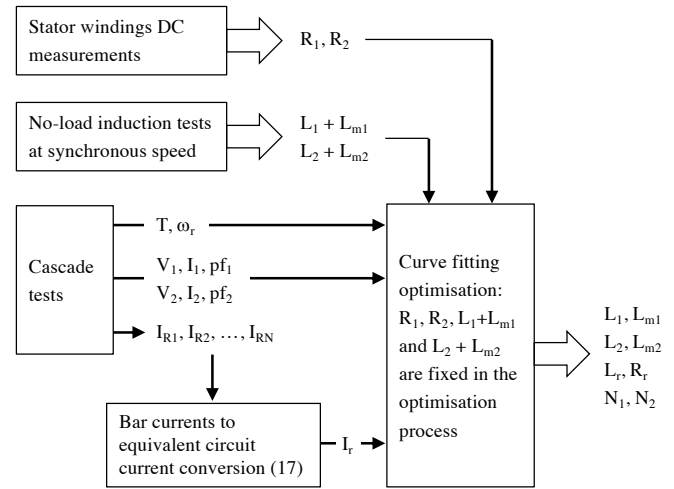 Stator windings DC
measurements
R₁, R₂
No-load induction tests
at synchronous speed
L₁ + Lₘ₁
L₂ + Lₘ₂
Cascade
tests
T, ωᵣ
V₁, I₁, pf₁
V₂, I₂, pf₂
I_R1, I_R2, …, I_RN
Bar currents to
equivalent circuit
current conversion (17)
Iᵣ
Curve fitting
optimisation:
R₁, R₂, L₁+Lₘ₁
and L₂ + Lₘ₂
are fixed in the
optimisation
process
L₁, Lₘ₁
L₂, Lₘ₂
Lᵣ, Rᵣ
N₁, N₂